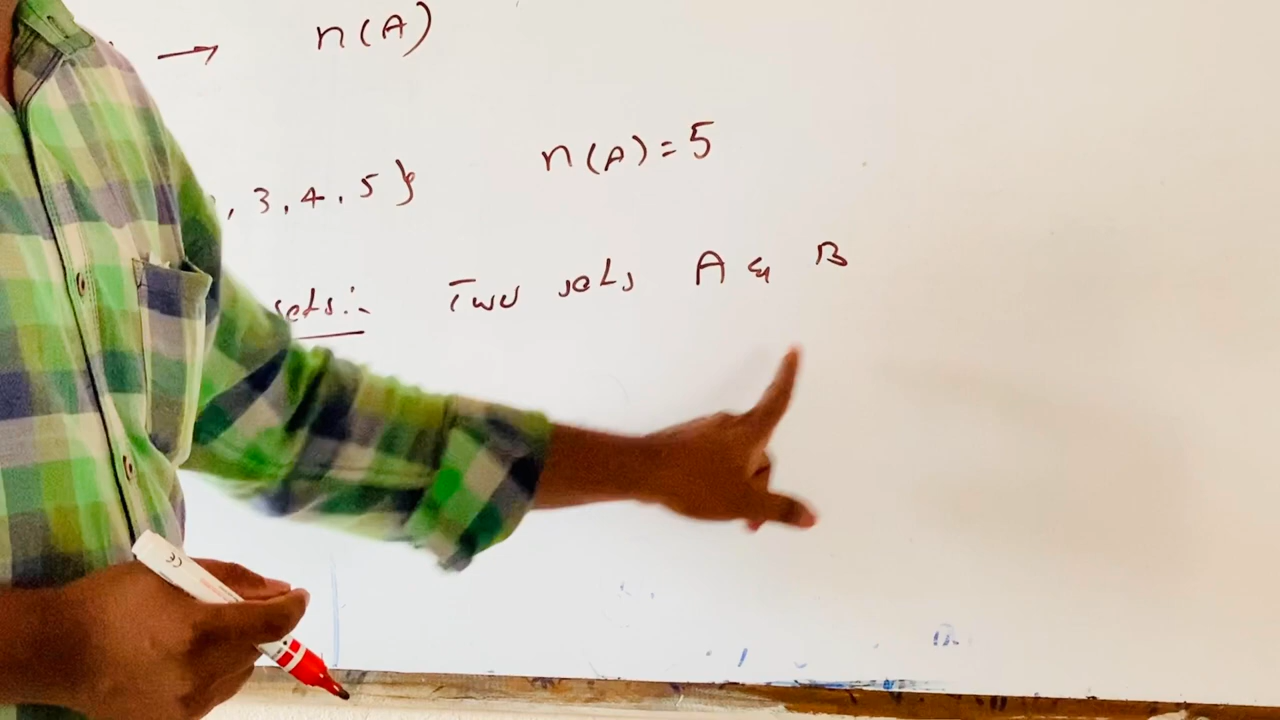 → n(A)
, 3, 4, 5} n(A) = 5
sets:- Two sets A & B